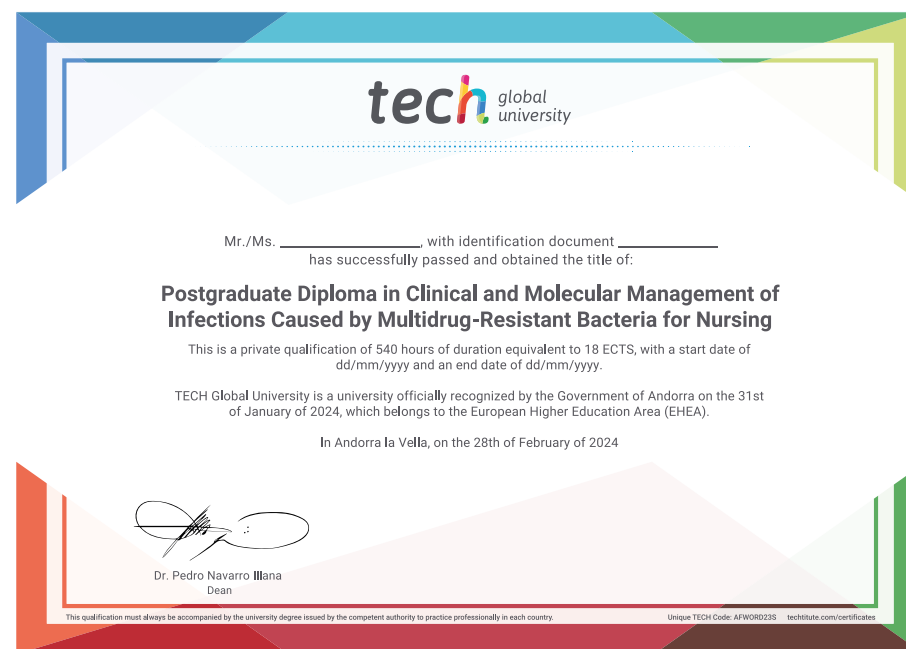 tech global university
Mr./Ms. ____________, with identification document ____________
has successfully passed and obtained the title of:
Postgraduate Diploma in Clinical and Molecular Management of
Infections Caused by Multidrug-Resistant Bacteria for Nursing
This is a private qualification of 540 hours of duration equivalent to 18 ECTS, with a start date of
dd/mm/yyyy and an end date of dd/mm/yyyy.
TECH Global University is a university officially recognized by the Government of Andorra on the 31st
of January of 2024, which belongs to the European Higher Education Area (EHEA).
In Andorra la Vella, on the 28th of February of 2024
Dr. Pedro Navarro Illana
Dean
This qualification must always be accompanied by the university degree issued by the competent authority to practice professionally in each country.
Unique TECH Code: AFWORD23S techtitute.com/certificates